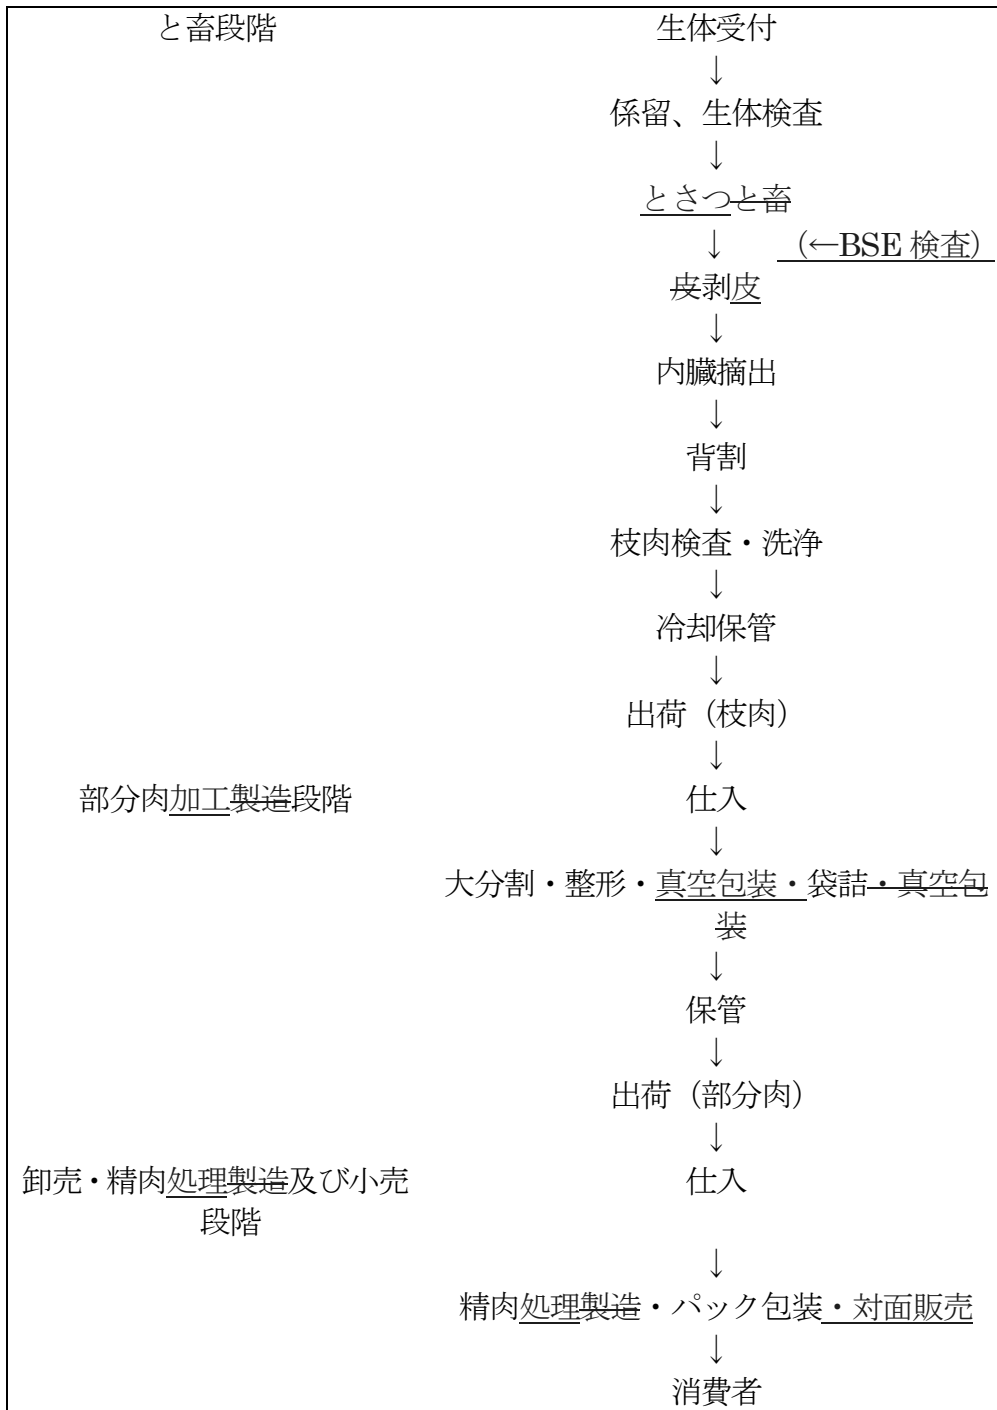 と畜段階 生体受付
↓
係留、生体検査
↓
とさつと畜
↓ (←BSE 検査)
皮剥皮
↓
内臓摘出
↓
背割
↓
枝肉検査・洗浄
↓
冷却保管
↓
出荷（枝肉）
↓
部分肉加工製造段階 仕入
↓
大分割・整形・真空包装・袋詰・真空包
装
↓
保管
↓
出荷（部分肉）
↓
卸売・精肉処理製造及び小売 仕入
段階
↓
精肉処理製造・パック包装・対面販売
↓
消費者